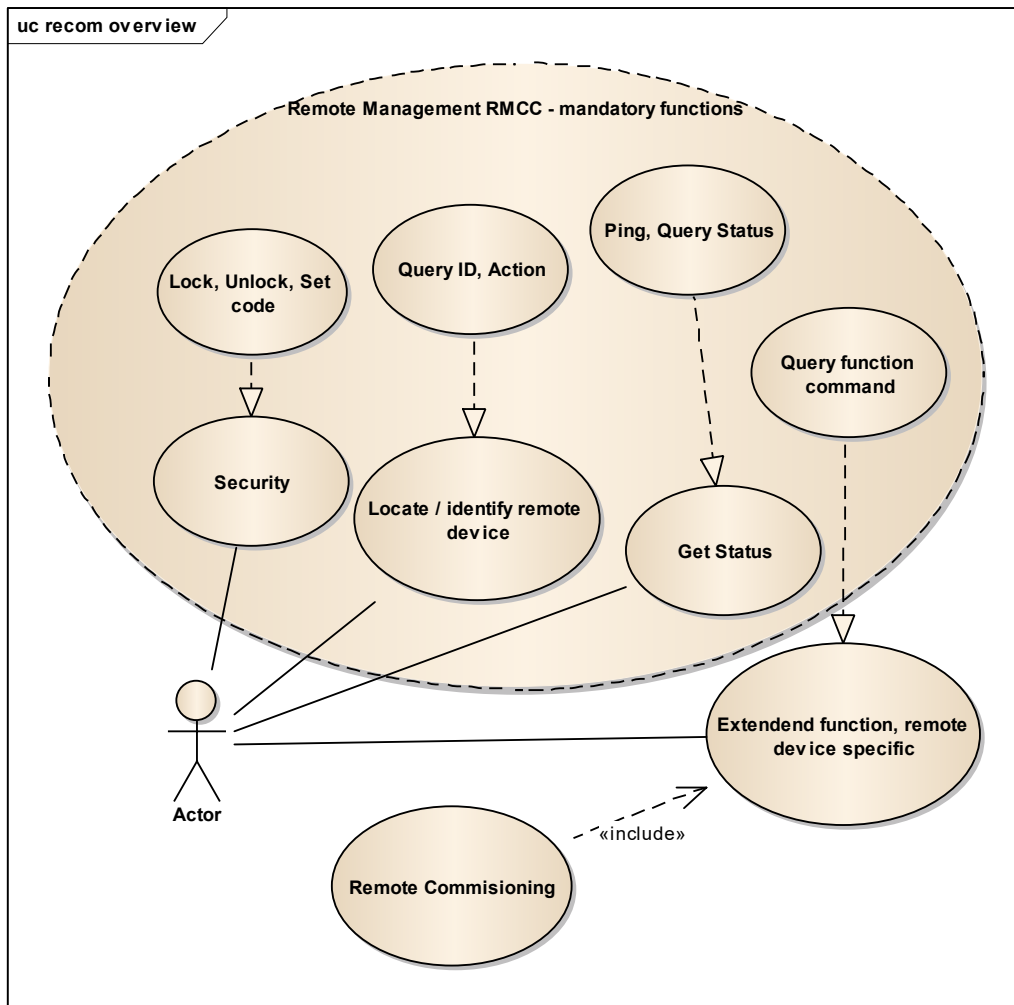 uc recom overview
Remote Management RMCC - mandatory functions
Ping, Query Status
Query ID, Action
Lock, Unlock, Set
code
Query function
command
Security
Locate / identify remote
device
Get Status
Extendend function, remote
device specific
Actor
«include»
Remote Commisioning